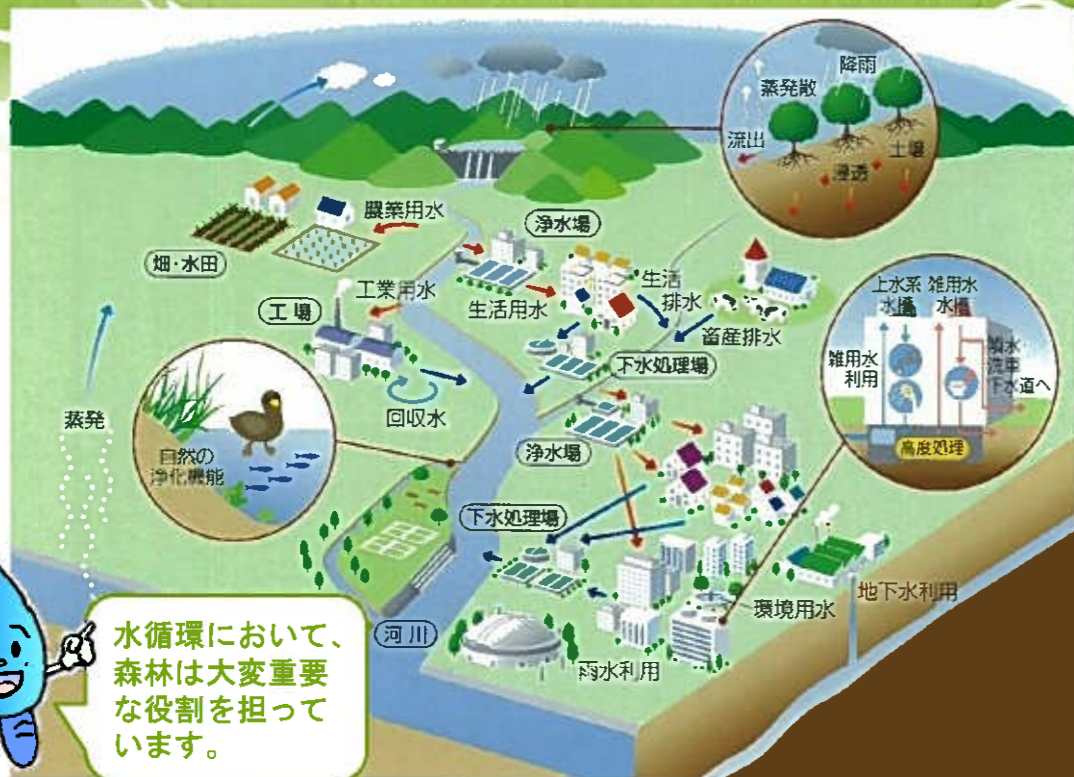 降雨
蒸発散
流出
土壌
浸透
農業用水
浄水場
畑・水田
工業用水
生活用水
生活
排水
工場
畜産排水
下水処理場
回収水
上水系
水槽
雑用水
水槽
雑用水
利用
噴水・
洗車
下水道へ
高度処理
蒸発
自然の
浄化機能
浄水場
下水処理場
地下水利用
環境用水
河川
雨水利用
水循環において、
森林は大変重要
な役割を担って
います。